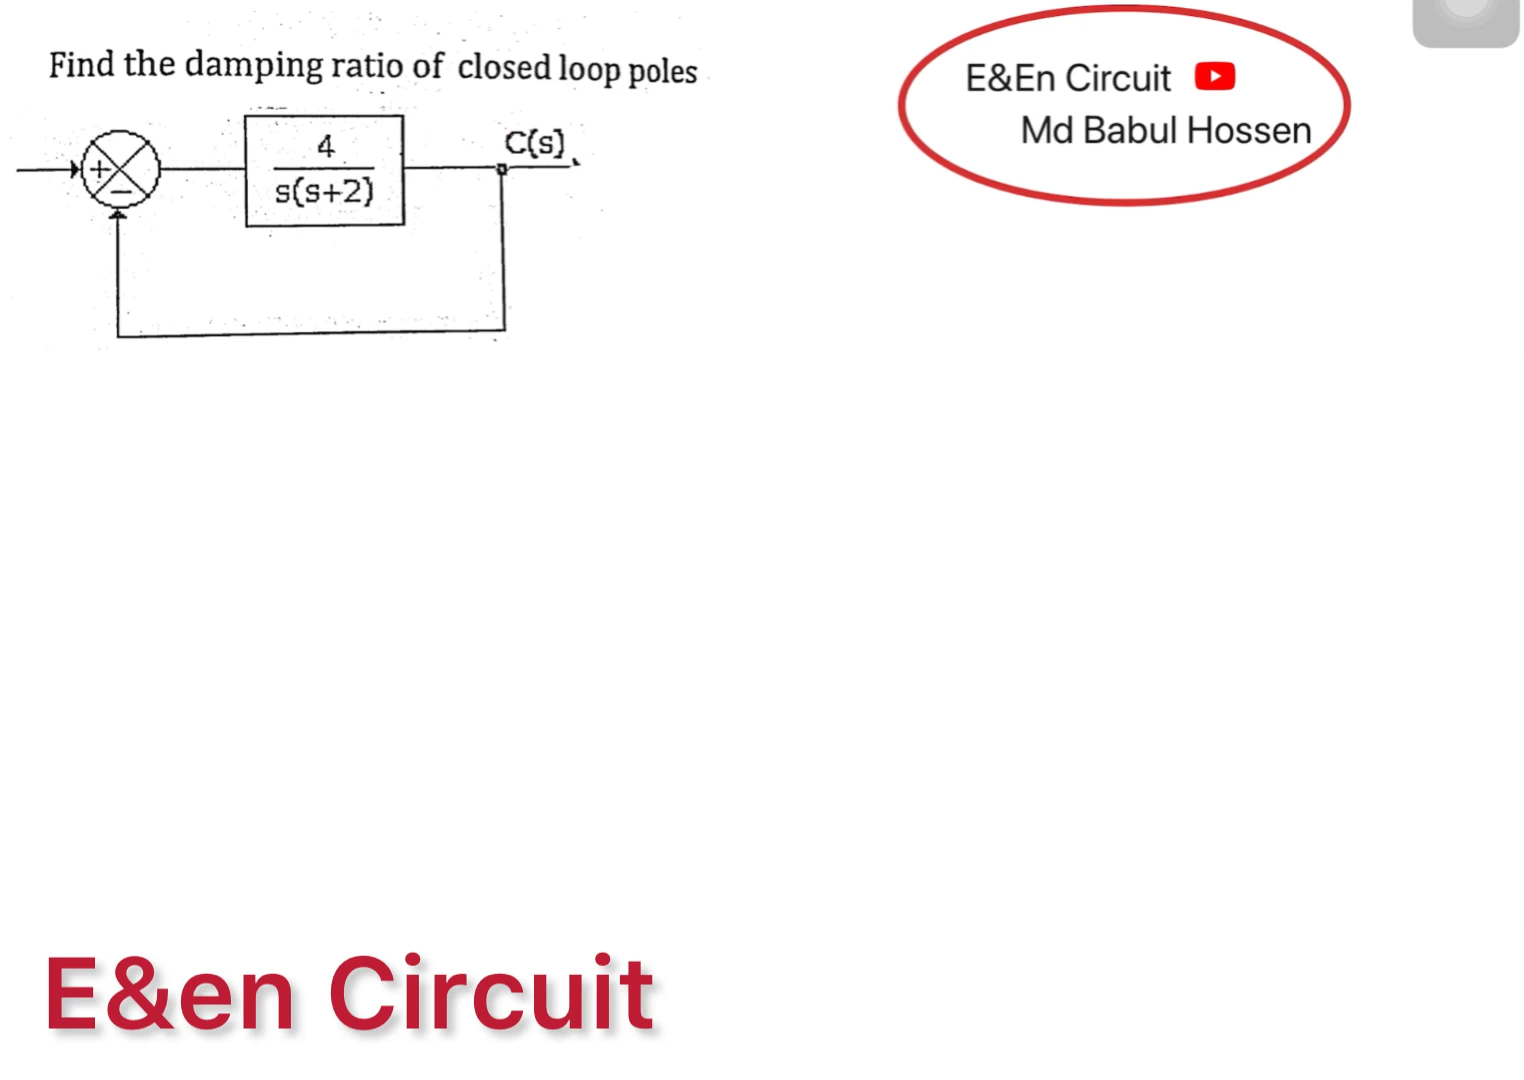 Find the damping ratio of closed loop poles
E&En Circuit
Md Babul Hossen
C(s)
+
4
s(s+2)
−
E&en Circuit